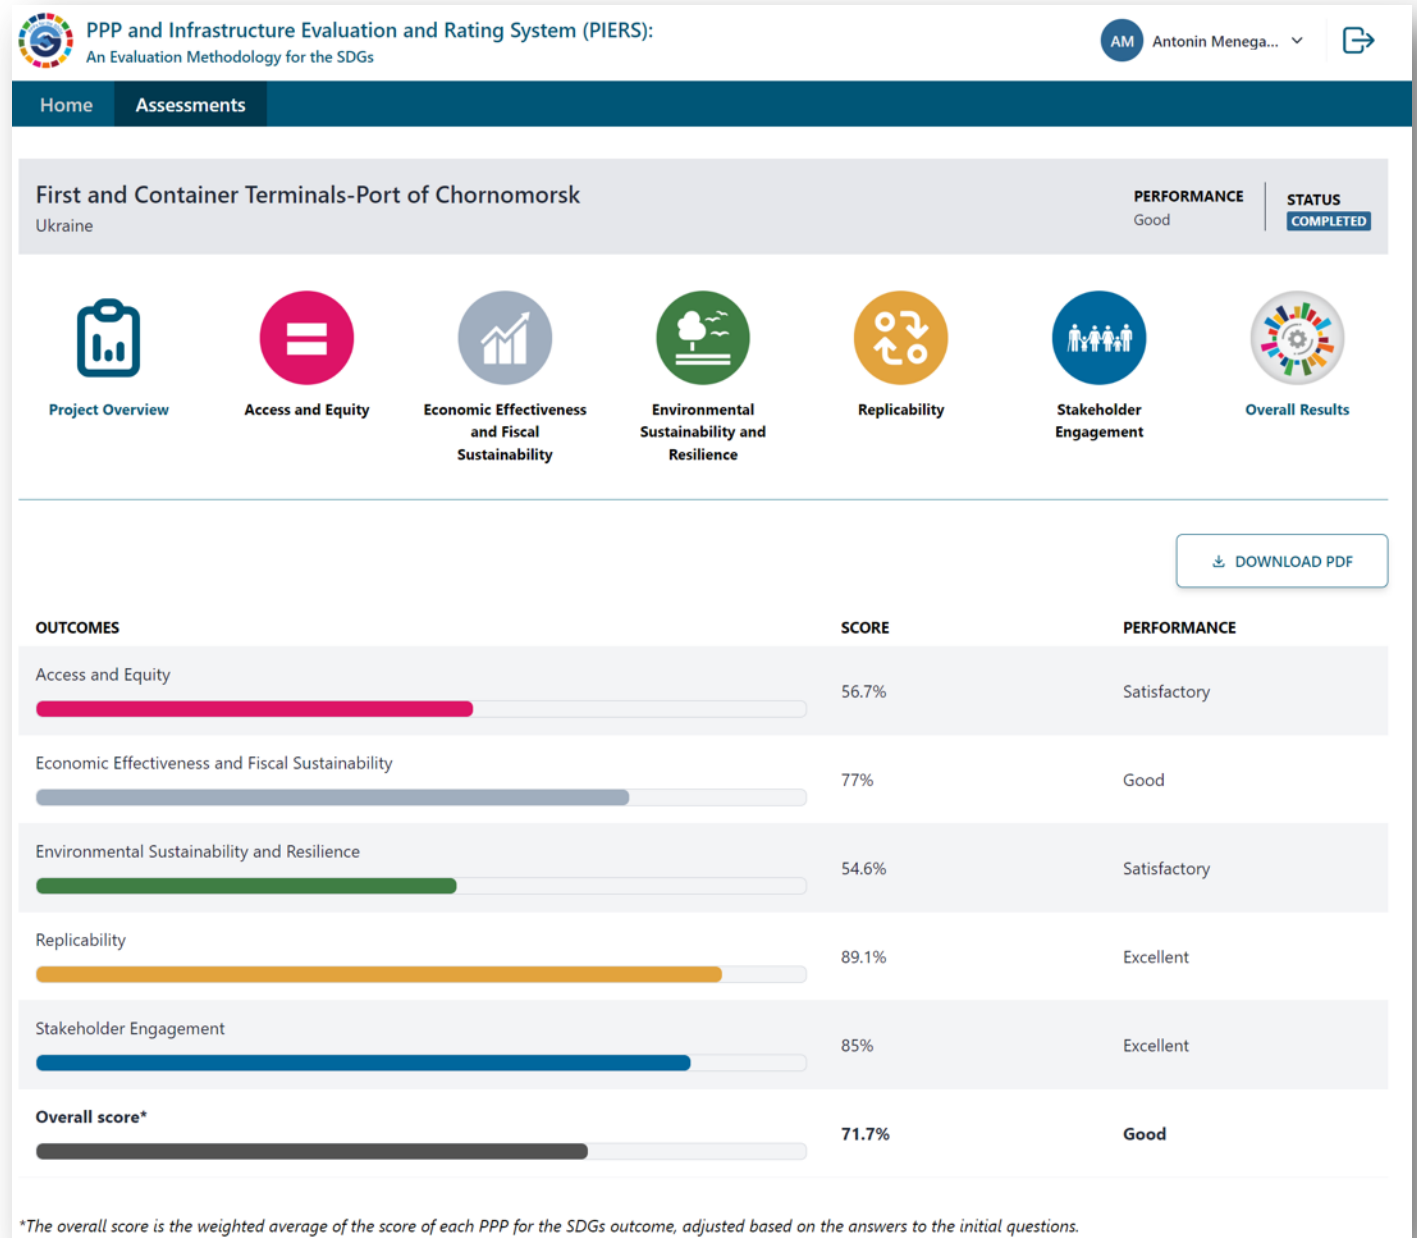 PPP and Infrastructure Evaluation and Rating System (PIERS):
An Evaluation Methodology for the SDGs
AM
Antonin Menega...
Home
Assessments
First and Container Terminals-Port of Chornomorsk
Ukraine
PERFORMANCE
Good
STATUS
COMPLETED
Project Overview
Access and Equity
Economic Effectiveness
and Fiscal
Sustainability
Environmental
Sustainability and
Resilience
Replicability
Stakeholder
Engagement
Overall Results
DOWNLOAD PDF
OUTCOMES SCORE PERFORMANCE
Access and Equity
56.7% Satisfactory
Economic Effectiveness and Fiscal Sustainability
77% Good
Environmental Sustainability and Resilience
54.6% Satisfactory
Replicability
89.1% Excellent
Stakeholder Engagement
85% Excellent
Overall score*
71.7% Good
*The overall score is the weighted average of the score of each PPP for the SDGs outcome, adjusted based on the answers to the initial questions.